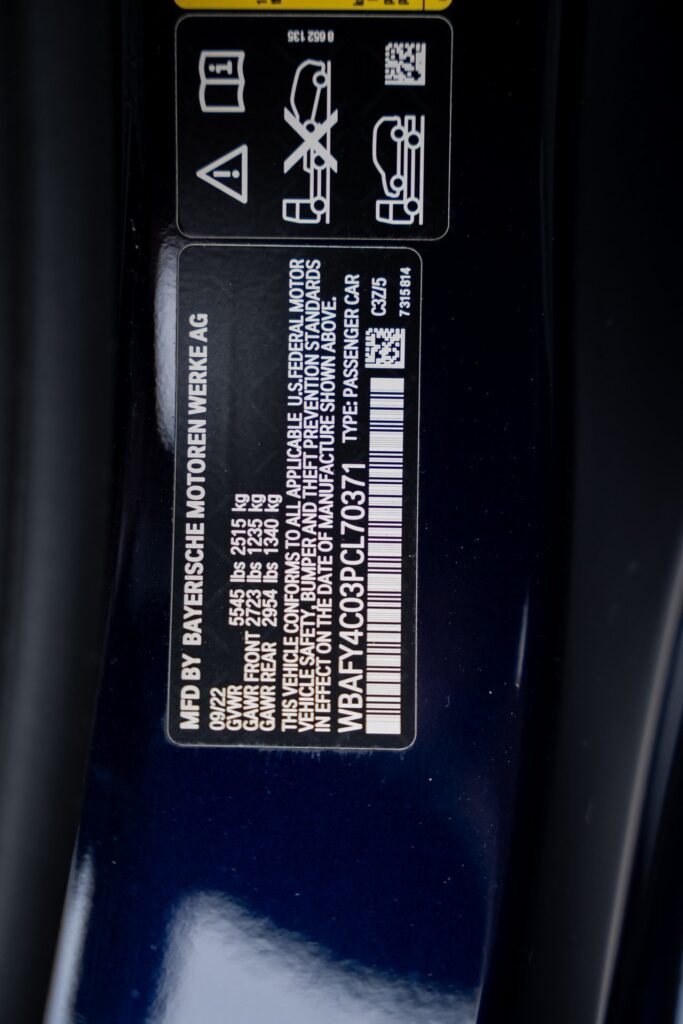 MFD BY BAYERISCHE MOTOREN WERKE AG
09/22
GVWR 5545 lbs 2515 kg
GAWR FRONT 2723 lbs 1235 kg
GAWR REAR 2954 lbs 1340 kg
THIS VEHICLE CONFORMS TO ALL APPLICABLE U.S.FEDERAL MOTOR
VEHICLE SAFETY, BUMPER AND THEFT PREVENTION STANDARDS
IN EFFECT ON THE DATE OF MANUFACTURE SHOWN ABOVE.
WBAFY4C03PCL70371 TYPE: PASSENGER CAR
C3Z/5
7 315 814
8 652 135